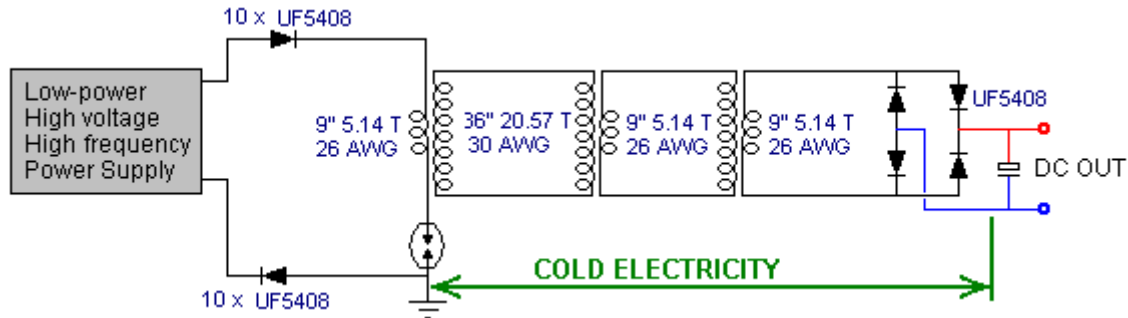 10 x UF5408
Low-power
High voltage
High frequency
Power Supply
9" 5.14 T
26 AWG
36" 20.57 T
30 AWG
9" 5.14 T
26 AWG
9" 5.14 T
26 AWG
UF5408
DC OUT
COLD ELECTRICITY
10 x UF5408